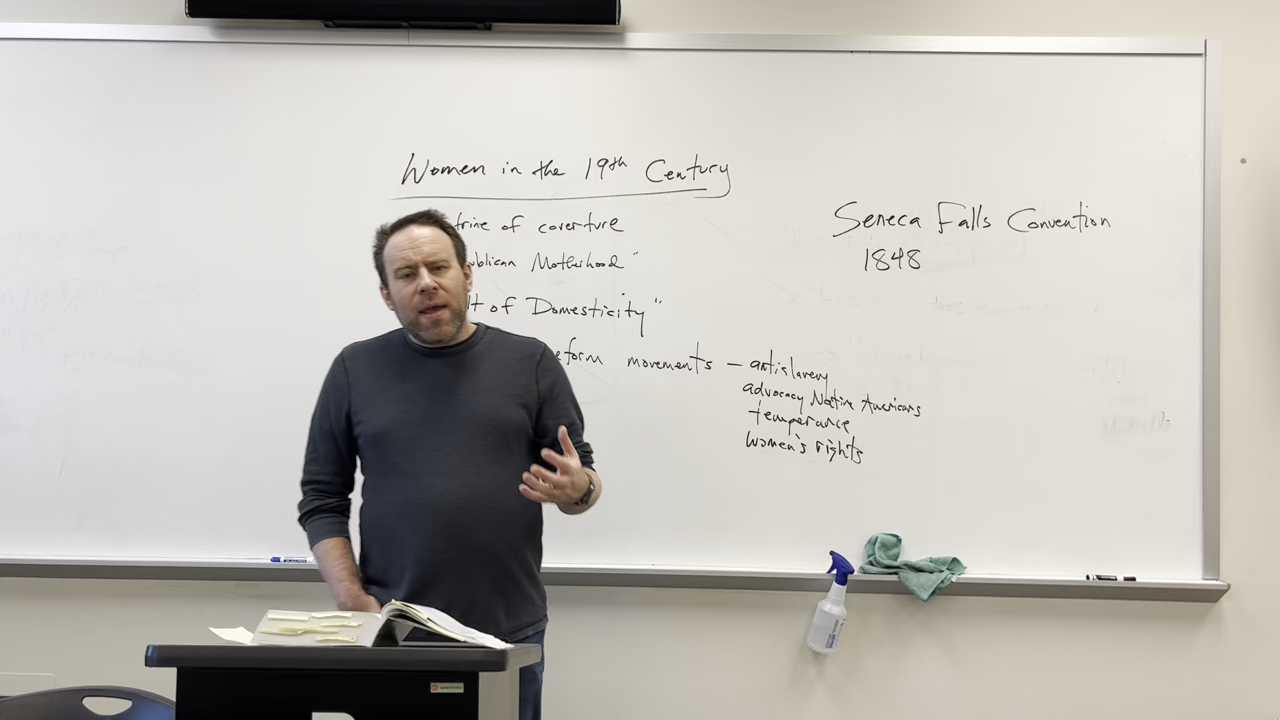 Women in the 19th Century
trine of coverture
ublican Motherhood"
lt of Domesticity"
eform movements — antislavery
advocacy Native Americans
temperance
women's rights
Seneca Falls Convention
1848